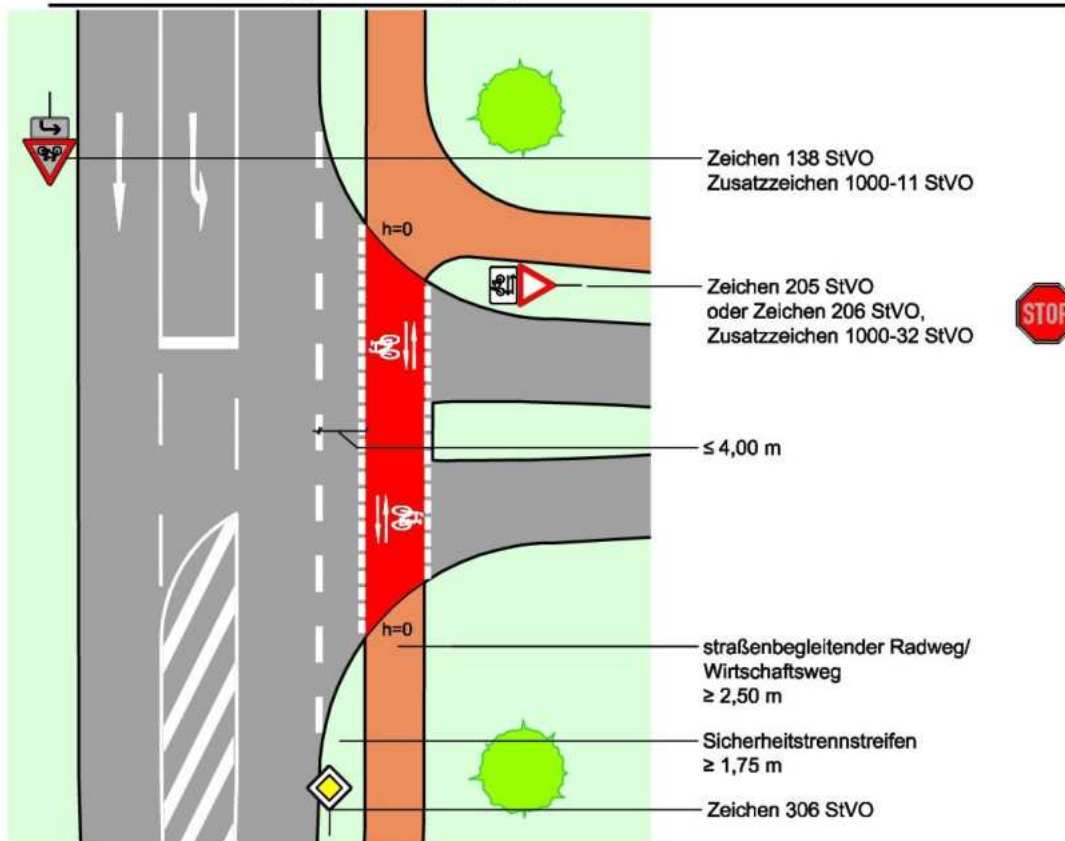 Zeichen 138 StVO
Zusatzzeichen 1000-11 StVO
h=0
Zeichen 205 StVO
oder Zeichen 206 StVO,
Zusatzzeichen 1000-32 StVO
STOP
≤ 4,00 m
h=0
straßenbegleitender Radweg/
Wirtschaftsweg
≥ 2,50 m
Sicherheitstrennstreifen
≥ 1,75 m
Zeichen 306 StVO